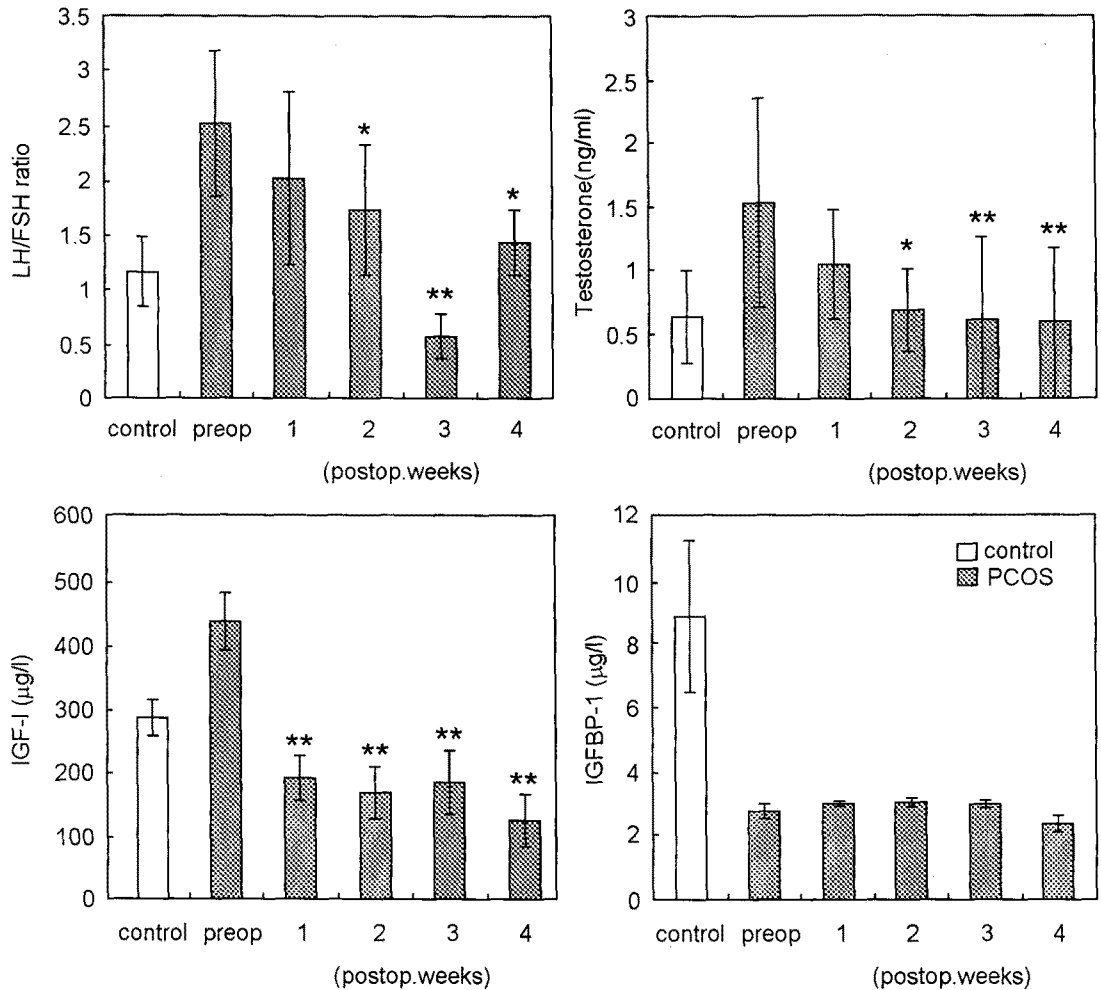 LH/FSH ratio
3.5
3
2.5
2
1.5
1
0.5
0
*
**
*
control preop 1 2 3 4
(postop.weeks)
Testosterone(ng/ml)
3
2.5
2
1.5
1
0.5
0
*
**
**
control preop 1 2 3 4
(postop.weeks)
IGF-I (μg/l)
600
500
400
300
200
100
0
**
**
**
**
control preop 1 2 3 4
(postop.weeks)
IGFBP-1 (μg/l)
12
10
8
6
4
2
0
control
PCOS
control preop 1 2 3 4
(postop.weeks)